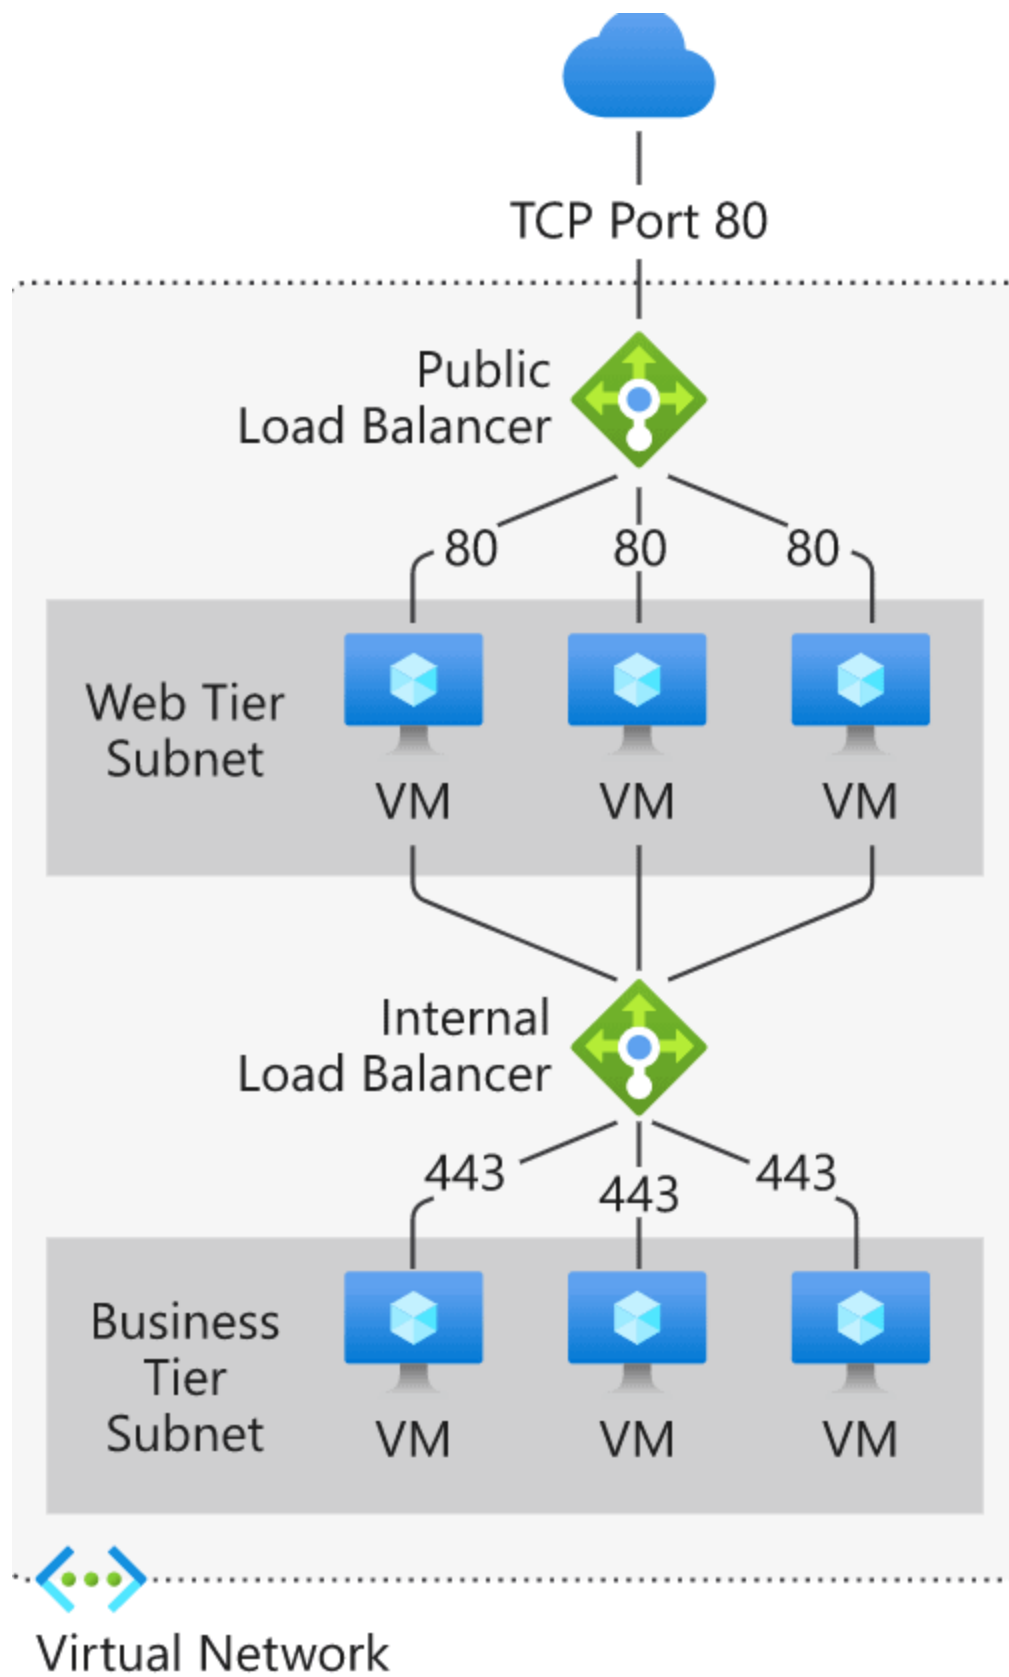 TCP Port 80
Public
Load Balancer
80 80 80
Web Tier
Subnet
VM VM VM
Internal
Load Balancer
443 443 443
Business
Tier
Subnet
VM VM VM
Virtual Network